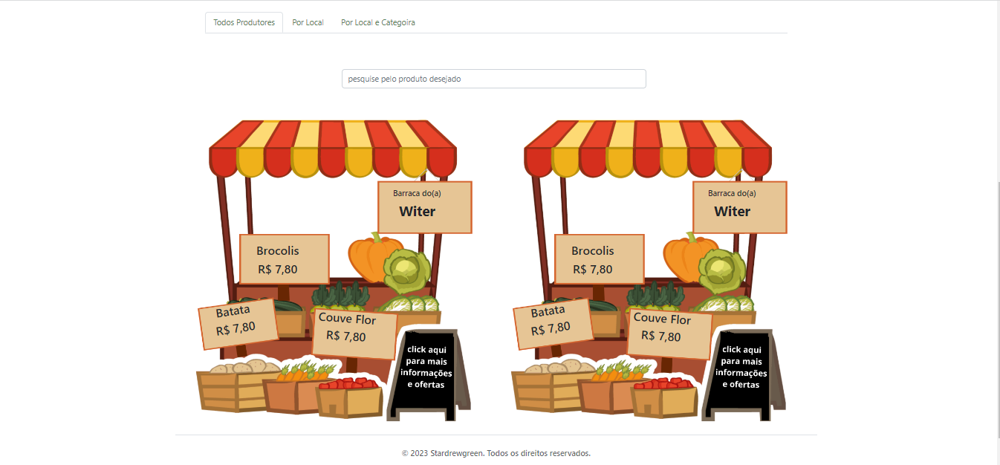 Todos Produtores
Por Local
Por Local e Categoira
pesquise pelo produto desejado
Barraca do(a)
Witer
Brocolis
R$ 7,80
Batata
R$ 7,80
Couve Flor
R$ 7,80
click aqui
para mais
informações
e ofertas
Barraca do(a)
Witer
Brocolis
R$ 7,80
Batata
R$ 7,80
Couve Flor
R$ 7,80
click aqui
para mais
informações
e ofertas
© 2023 Stardrewgreen. Todos os direitos reservados.